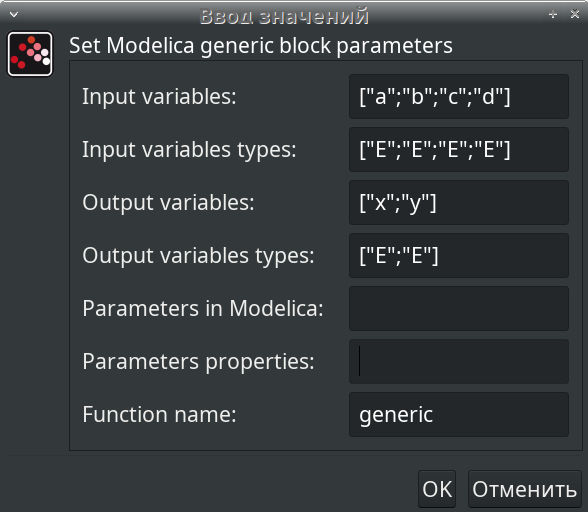 Ввод значений
Set Modelica generic block parameters
Input variables: ["a";"b";"c";"d"]
Input variables types: ["E";"E";"E";"E"]
Output variables: ["x";"y"]
Output variables types: ["E";"E"]
Parameters in Modelica:
Parameters properties:
Function name: generic
OK Отменить